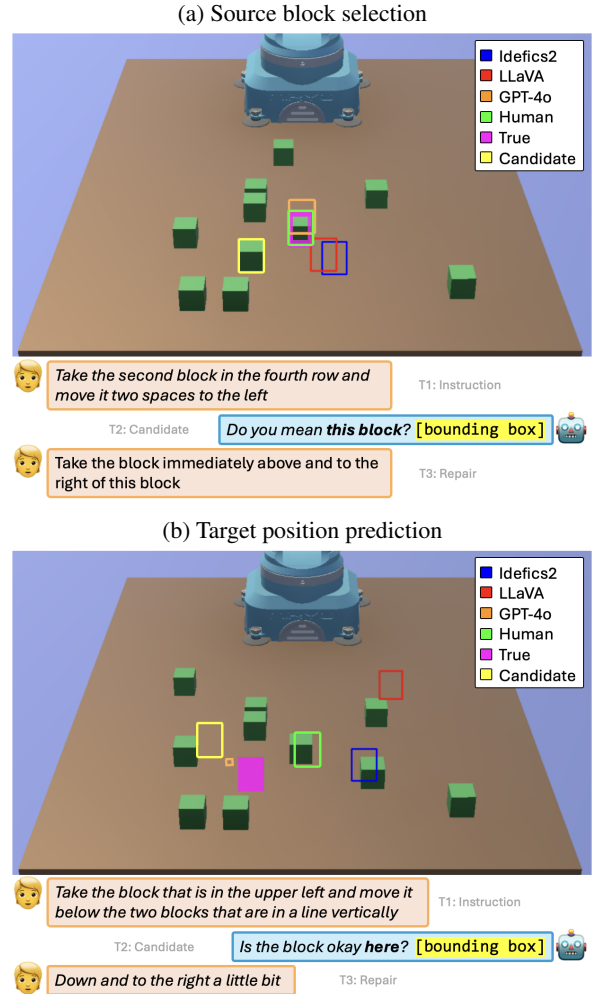 (a) Source block selection
Idefics2
LLaVA
GPT-4o
Human
True
Candidate
Take the second block in the fourth row and
move it two spaces to the left
T1: Instruction
T2: Candidate
Do you mean this block? [bounding box]
Take the block immediately above and to the
right of this block
T3: Repair
(b) Target position prediction
Idefics2
LLaVA
GPT-4o
Human
True
Candidate
Take the block that is in the upper left and move it
below the two blocks that are in a line vertically
T1: Instruction
T2: Candidate
Is the block okay here? [bounding box]
Down and to the right a little bit
T3: Repair